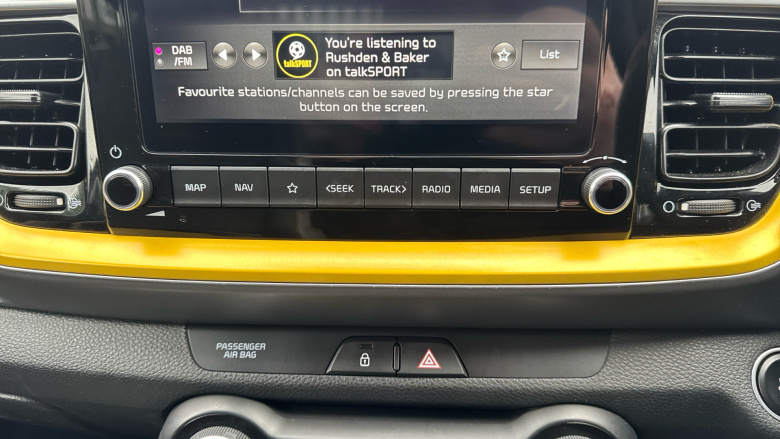 DAB
/FM
talkSPORT
You're listening to
Rushden & Baker
on talkSPORT
List
Favourite stations/channels can be saved by pressing the star
button on the screen.
MAP
NAV
<SEEK
TRACK>
RADIO
MEDIA
SETUP
PASSENGER
AIR BAG